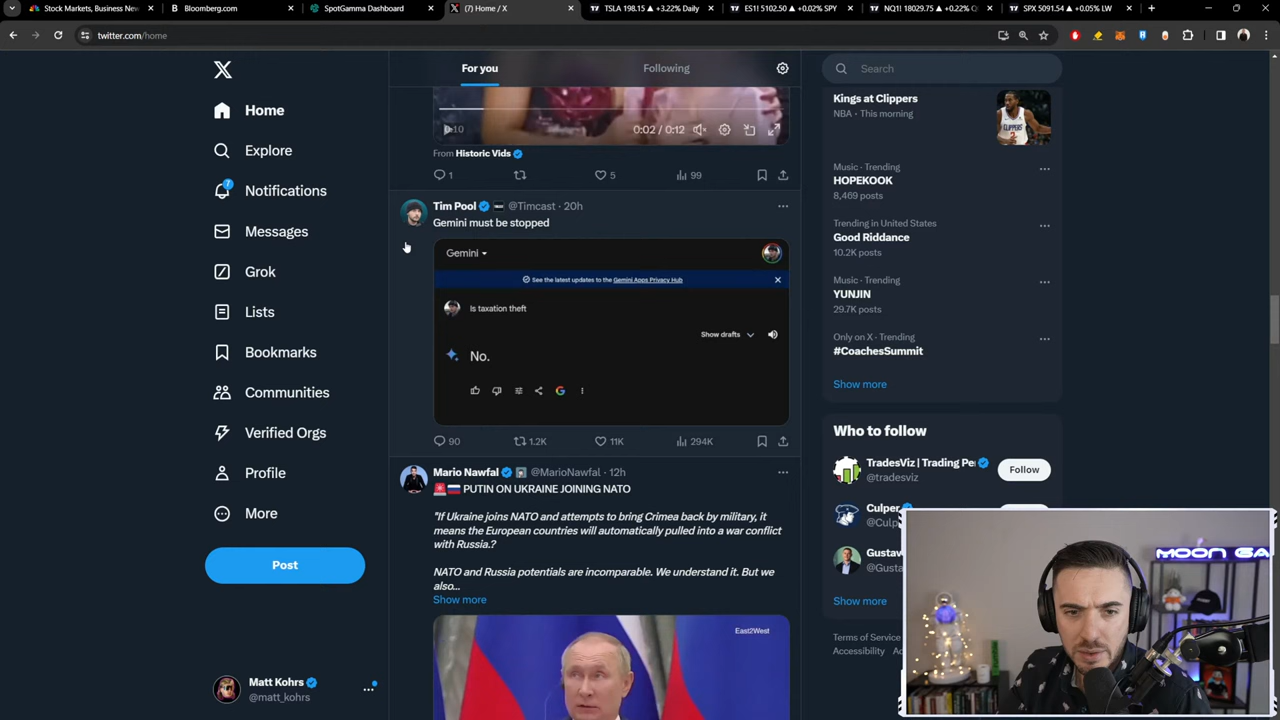 Stock Markets, Business New
Bloomberg.com
SpotGamma Dashboard
(7) Home / X
TSLA 198.15 ▲ +3.22% Daily
ES1! 5102.50 ▲ +0.02% SPY
NQ1! 18029.75 ▲ +0.22%
SPX 5091.54 ▲ +0.05% LW
twitter.com/home
For you
Following
Search
Home
Explore
7
Notifications
Messages
Grok
Lists
Bookmarks
Communities
Verified Orgs
Profile
More
Post
Matt Kohrs
@matt_kohrs
0:02 / 0:12
From Historic Vids
1
5
99
Tim Pool @Timcast · 20h
Gemini must be stopped
Gemini
See the latest updates to the Gemini Apps Privacy Hub
Is taxation theft
Show drafts
No.
90
1.2K
11K
294K
Mario Nawfal @MarioNawfal · 12h
🚨🇷🇺 PUTIN ON UKRAINE JOINING NATO
"If Ukraine joins NATO and attempts to bring Crimea back by military, it
means the European countries will automatically pulled into a war conflict
with Russia.?
NATO and Russia potentials are incomparable. We understand it. But we
also...
Show more
East2West
Kings at Clippers
NBA · This morning
Music · Trending
HOPEKOOK
8,469 posts
Trending in United States
Good Riddance
10.2K posts
Music · Trending
YUNJIN
29.7K posts
Only on X · Trending
#CoachesSummit
Show more
Who to follow
TradesViz | Trading Pe
@tradesviz
Follow
Culper
@Culp
Gustav
@Gusta
Show more
Terms of Service
Accessibility
MOON GA